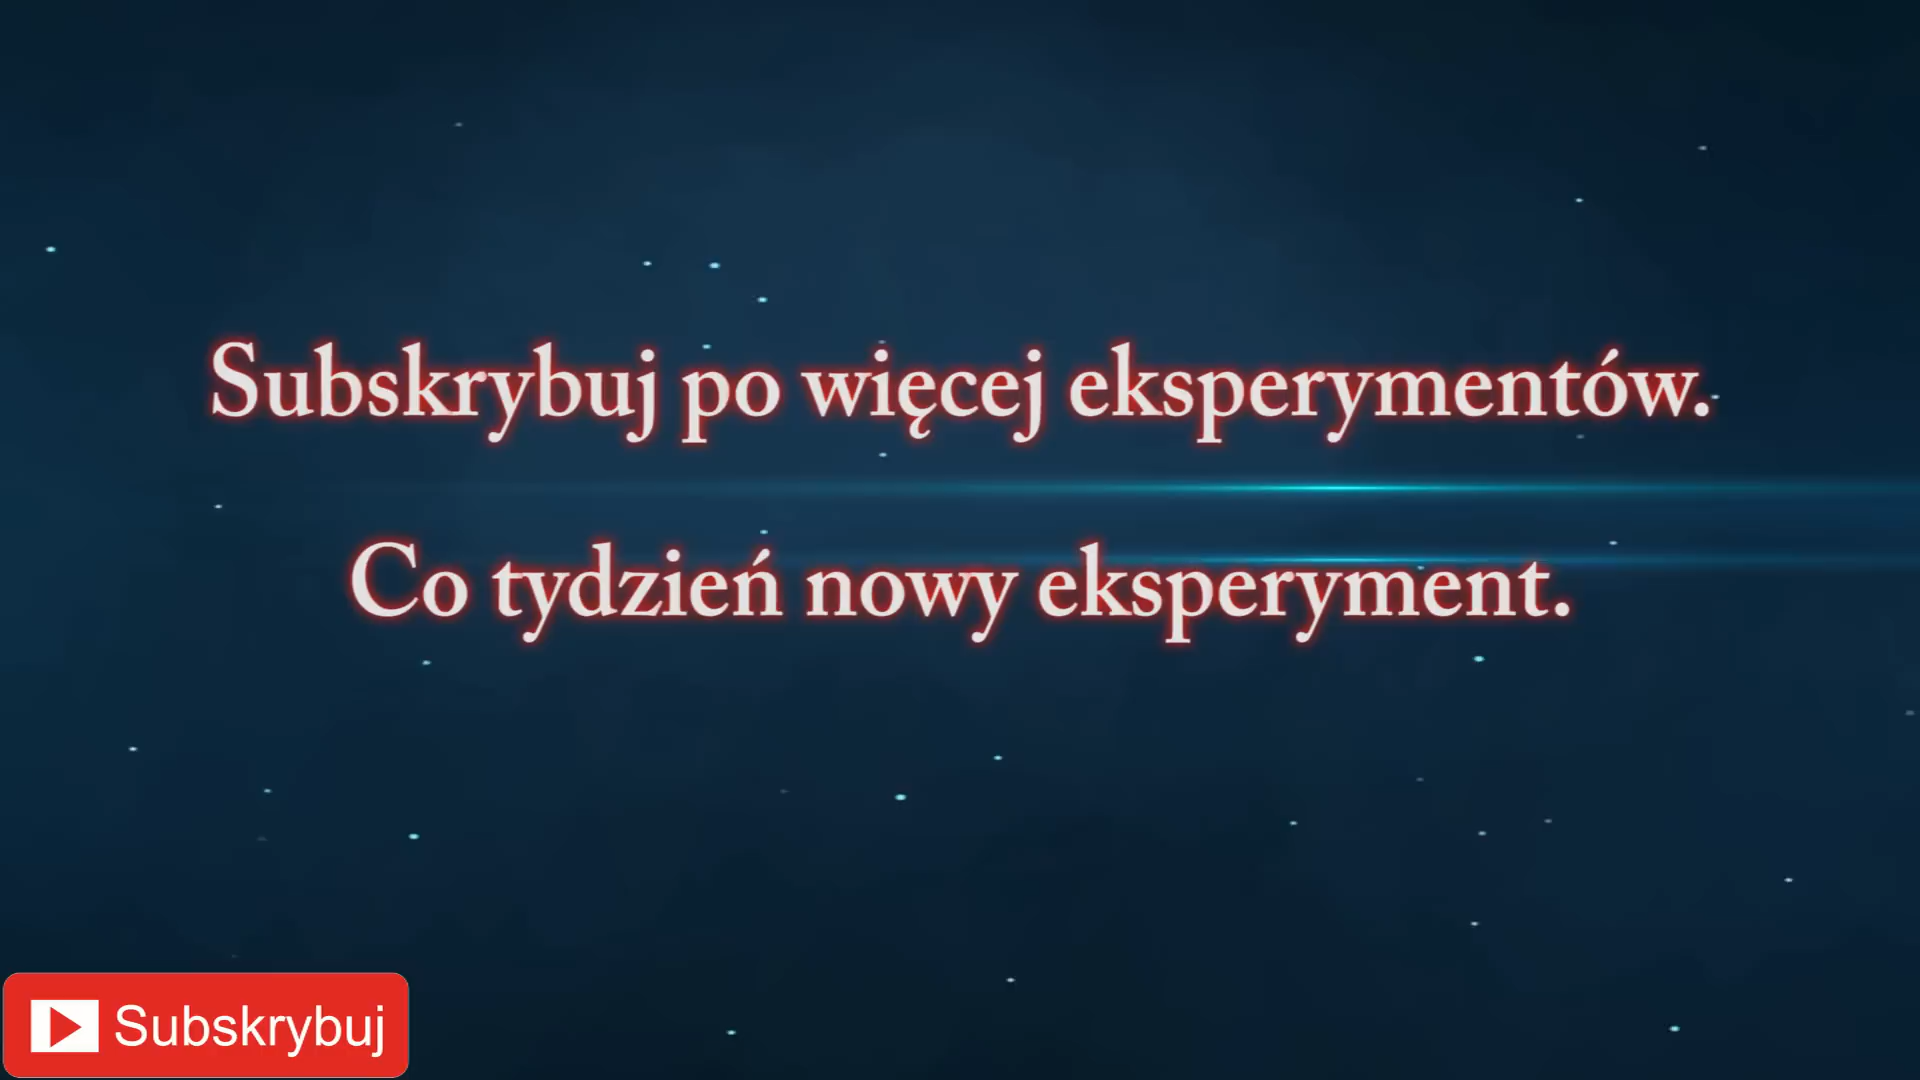 Subskrybuj po więcej eksperymentów.
Co tydzień nowy eksperyment.
Subskrybuj